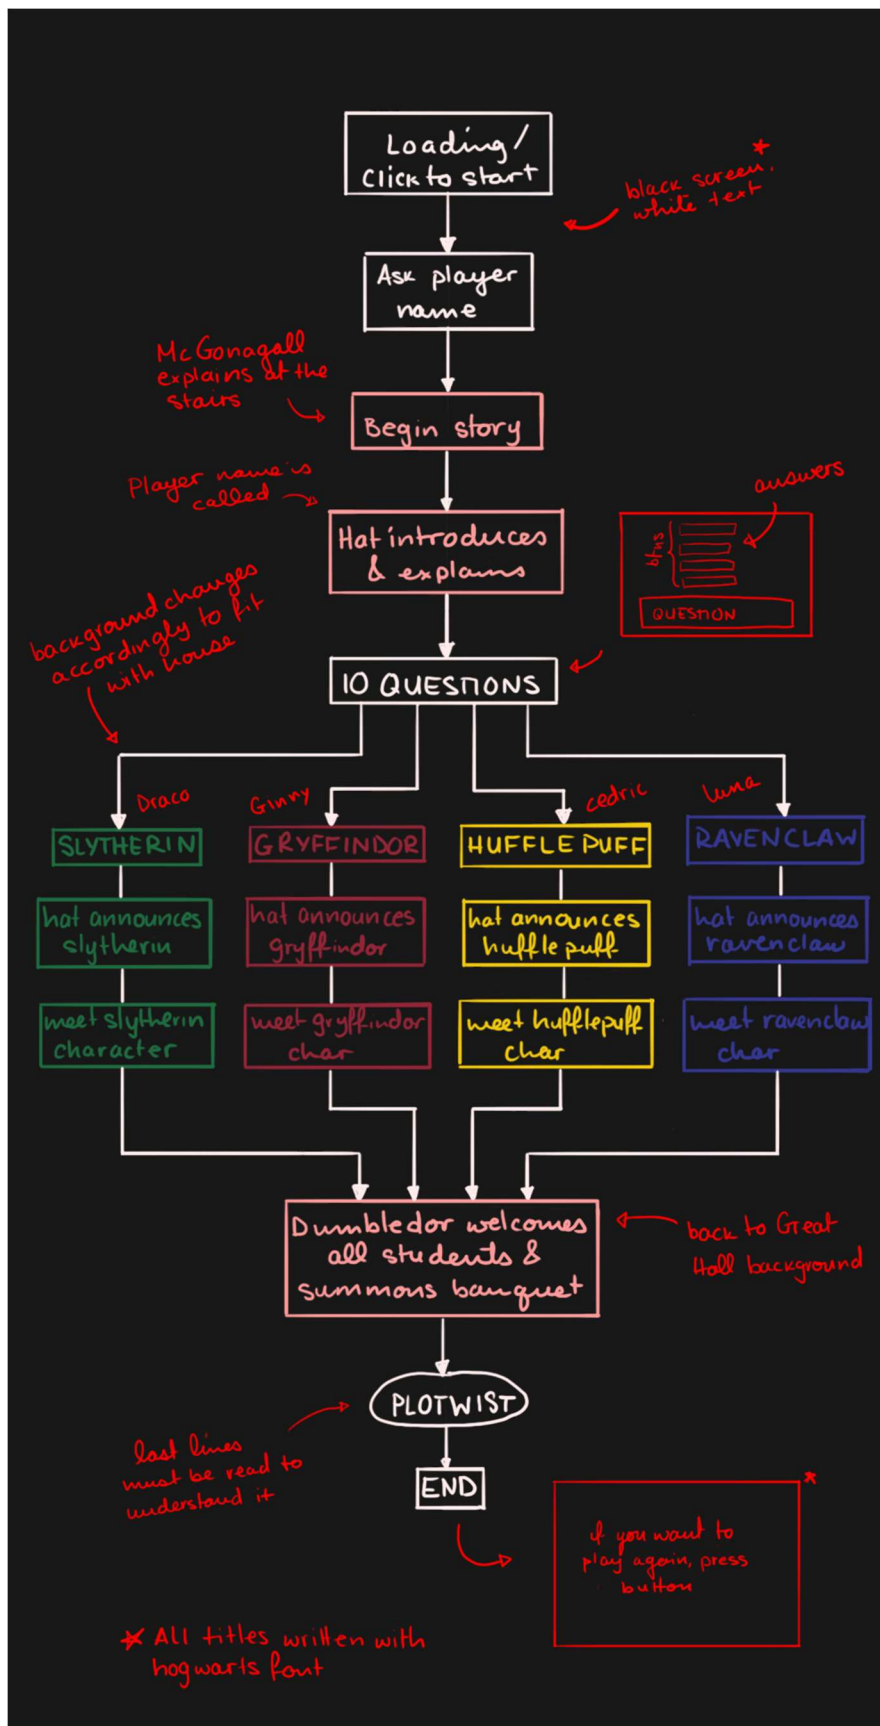 Loading/
Click to start
*
black screen,
white text
Ask player
name
McGonagall
explains at the
stairs
Begin story
Player name is
called
Hat introduces
& explains
answers
btns
QUESTION
background changes
accordingly to fit
with house
10 QUESTIONS
Draco
Ginny
cedric
luna
SLYTHERIN
GRYFFINDOR
HUFFLEPUFF
RAVENCLAW
hat announces
slytherin
hat announces
gryffindor
hat announces
hufflepuff
hat announces
ravenclaw
meet slytherin
character
meet gryffindor
char
meet hufflepuff
char
meet ravenclaw
char
Dumbledor welcomes
all students &
summons banquet
back to Great
Hall background
PLOTWIST
last lines
must be read to
understand it
END
*
if you want to
play again, press
button
* All titles written with
hogwarts font